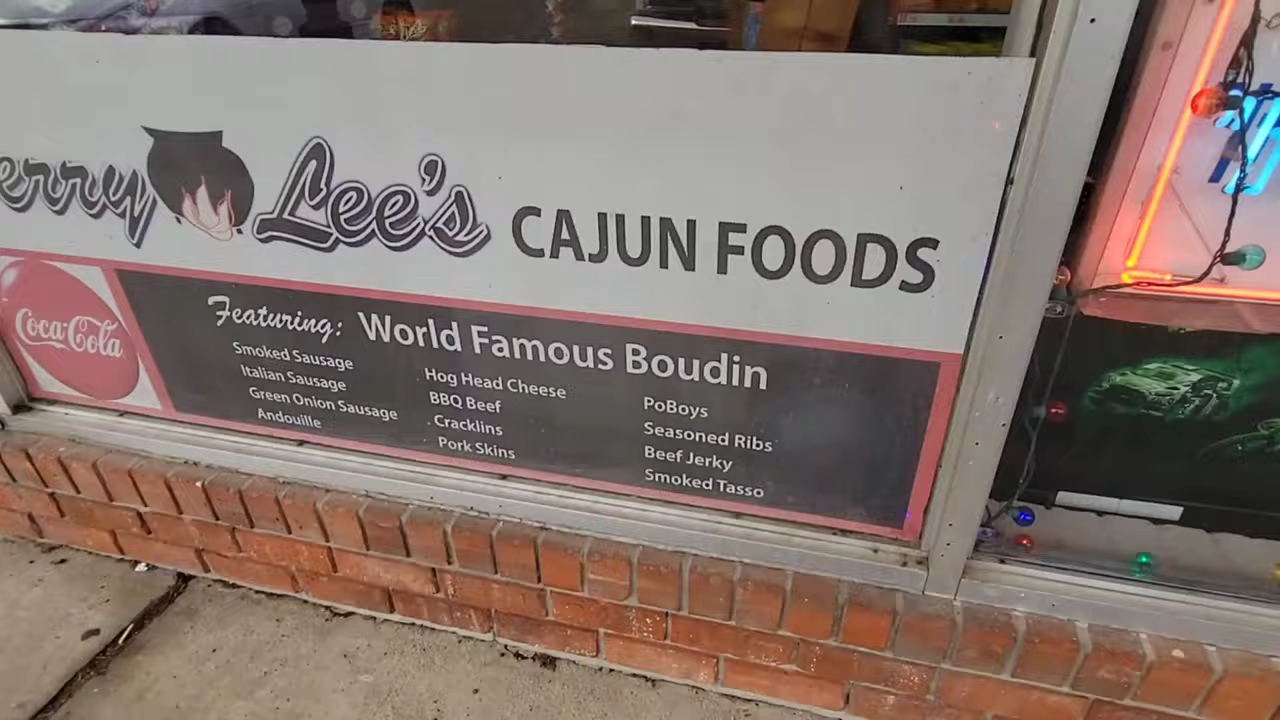 erry Lee's CAJUN FOODS
Coca-Cola
Featuring: World Famous Boudin
Smoked Sausage
Italian Sausage
Green Onion Sausage
Andouille
Hog Head Cheese
BBQ Beef
Cracklins
Pork Skins
PoBoys
Seasoned Ribs
Beef Jerky
Smoked Tasso